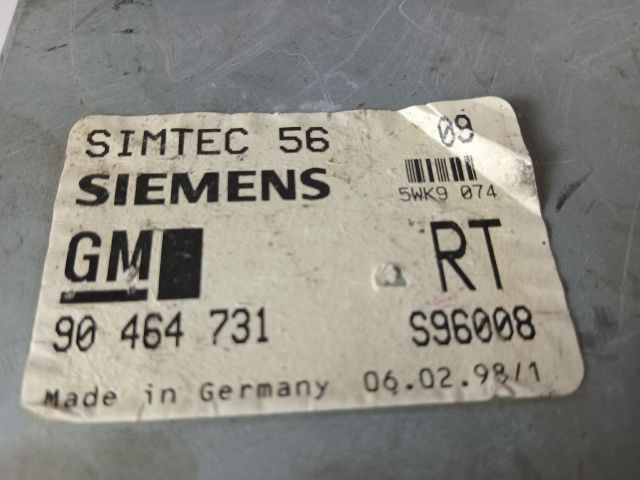 SIMTEC 56 09
SIEMENS
5WK9 074
GM RT
90 464 731 S96008
Made in Germany 06.02.98/1